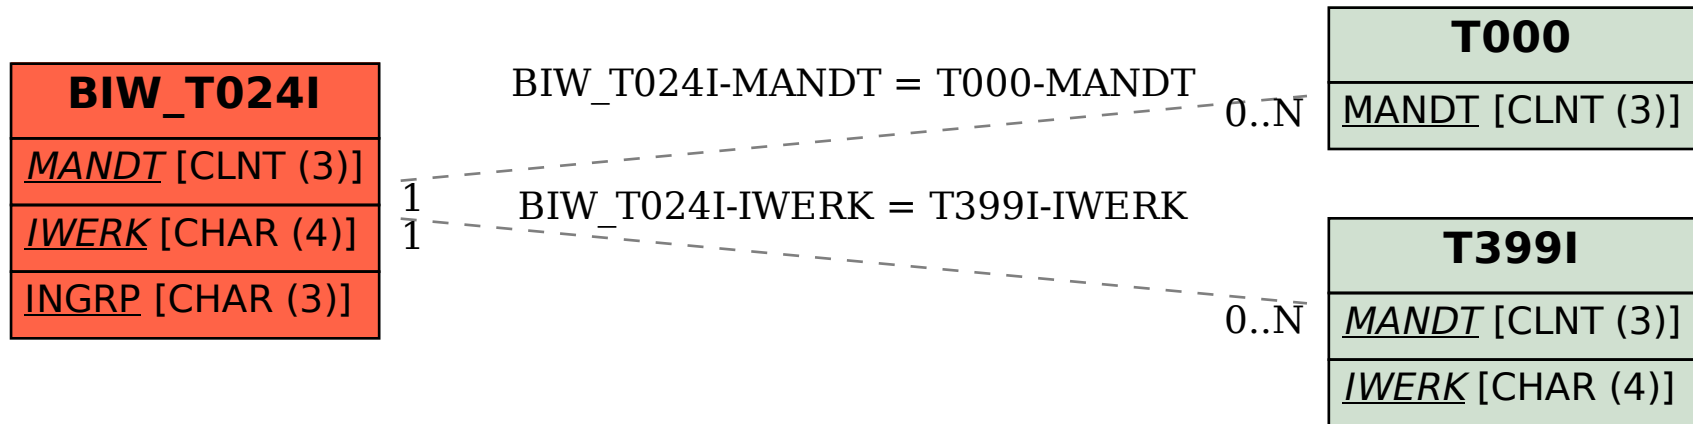 BIW_T024I
MANDT [CLNT (3)]
IWERK [CHAR (4)]
INGRP [CHAR (3)]
BIW_T024I-MANDT = T000-MANDT
0..N
1
BIW_T024I-IWERK = T399I-IWERK
1
0..N
T000
MANDT [CLNT (3)]
T399I
MANDT [CLNT (3)]
IWERK [CHAR (4)]